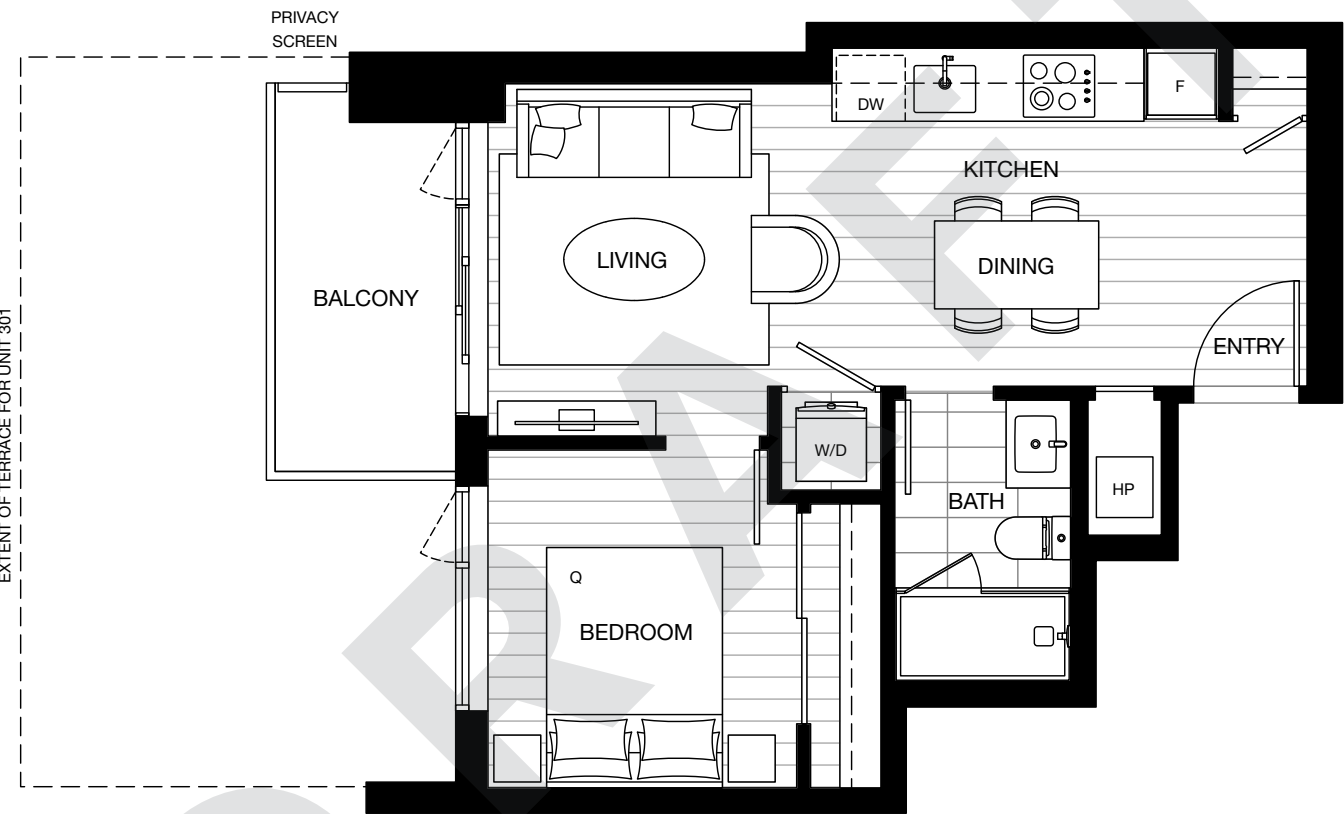 PRIVACY
SCREEN
DW
F
KITCHEN
LIVING
DINING
BALCONY
EXTENT OF TERRACE FOR UNIT 301
ENTRY
W/D
BATH
HP
Q
BEDROOM
DRAFT